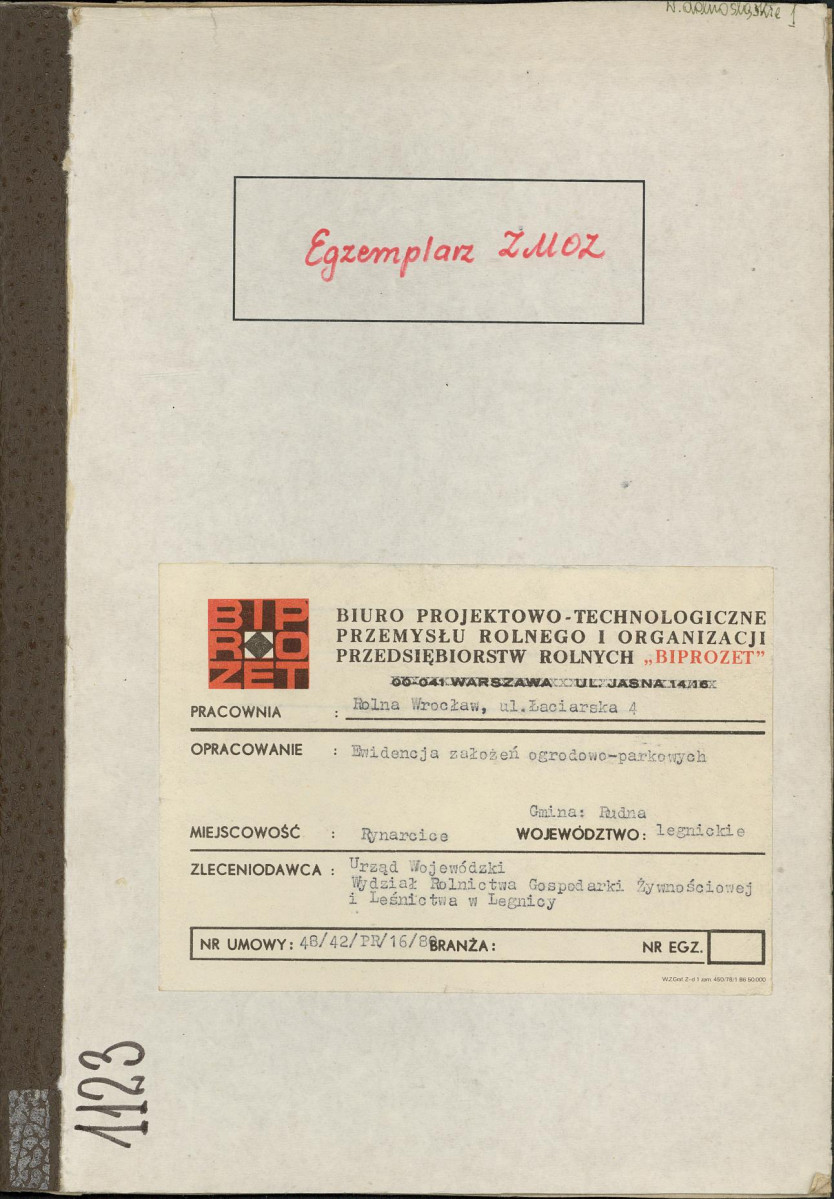 W. dolnośląskie
Egzemplarz ZMOZ
BIP
RO
ZET
BIURO PROJEKTOWO-TECHNOLOGICZNE
PRZEMYSŁU ROLNEGO I ORGANIZACJI
PRZEDSIĘBIORSTW ROLNYCH „BIPROZET”
00-041 WARSZAWA UL. JASNA 14/16
PRACOWNIA : Rolna Wrocław, ul.Łaciarska 4
OPRACOWANIE : Ewidencja założeń ogrodowo-parkowych
Gmina: Rudna
MIEJSCOWOŚĆ : Rynarcice WOJEWÓDZTWO: legnickie
ZLECENIODAWCA : Urząd Wojewódzki
Wydział Rolnictwa Gospodarki Żywnościowej
i Leśnictwa w Legnicy
NR UMOWY: 48/42/PR/16/80 BRANŻA: NR EGZ.
1123